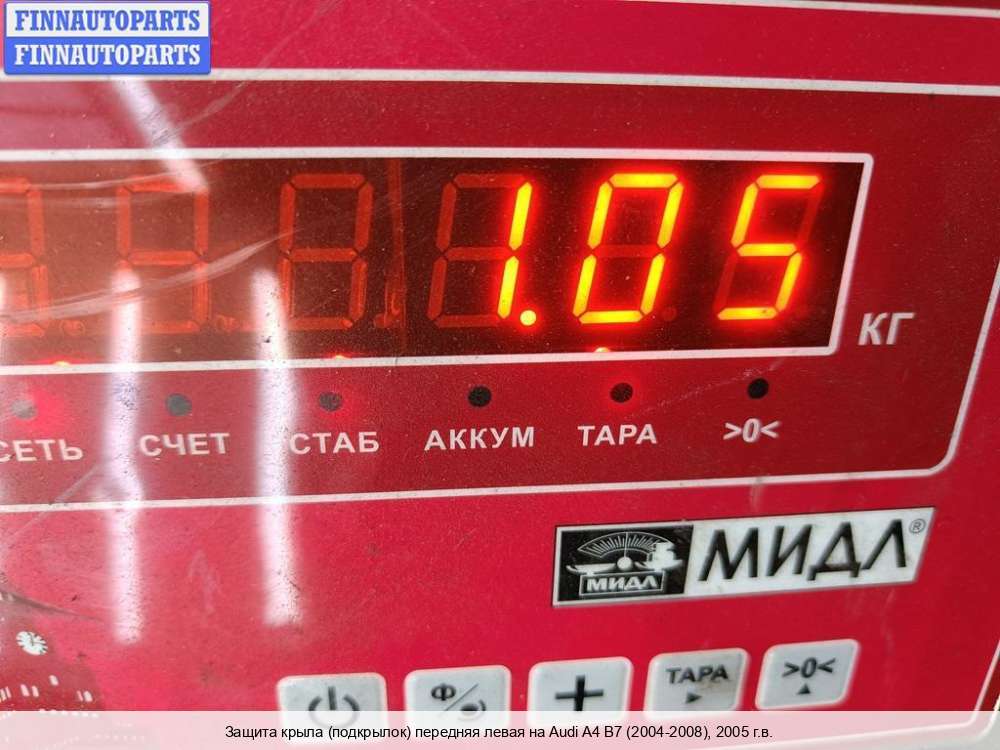 FINNAUTOPARTS
FINNAUTOPARTS
1.05
КГ
СЕТЬ СЧЕТ СТАБ АККУМ ТАРА >0<
МИДЛ МИДЛ®
Ф ТАРА >0<
Защита крыла (подкрылок) передняя левая на Audi A4 B7 (2004-2008), 2005 г.в.